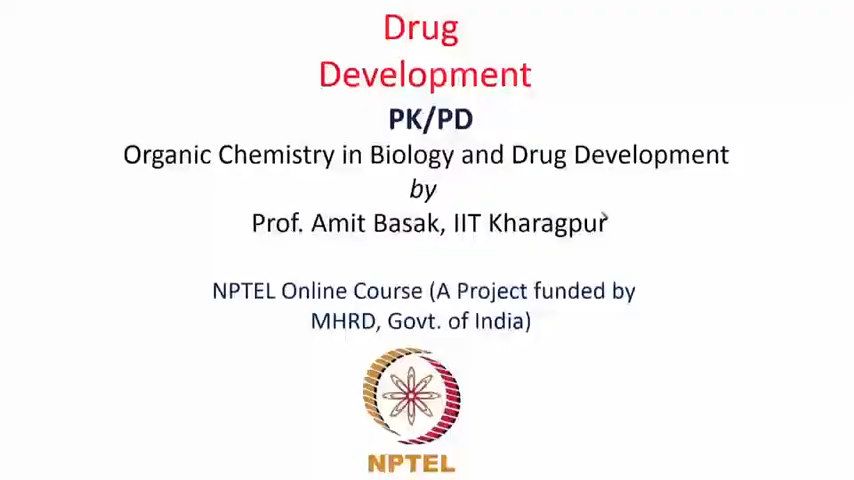 Drug
Development
PK/PD
Organic Chemistry in Biology and Drug Development
by
Prof. Amit Basak, IIT Kharagpur
NPTEL Online Course (A Project funded by
MHRD, Govt. of India)
NPTEL